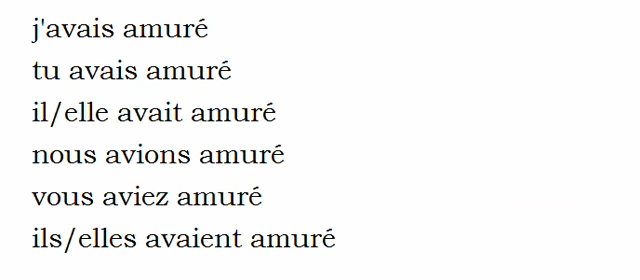 j'avais amuré
tu avais amuré
il/elle avait amuré
nous avions amuré
vous aviez amuré
ils/elles avaient amuré